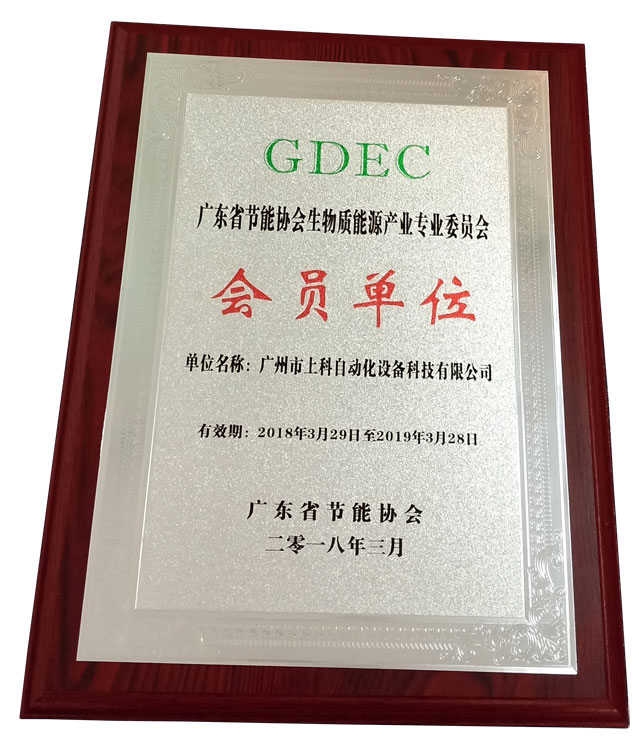 GDEC
广东省节能协会生物质能源产业专业委员会
会员单位
单位名称：广州市上科自动化设备科技有限公司
有效期：2018年3月29日至2019年3月28日
广东省节能协会
二零一八年三月